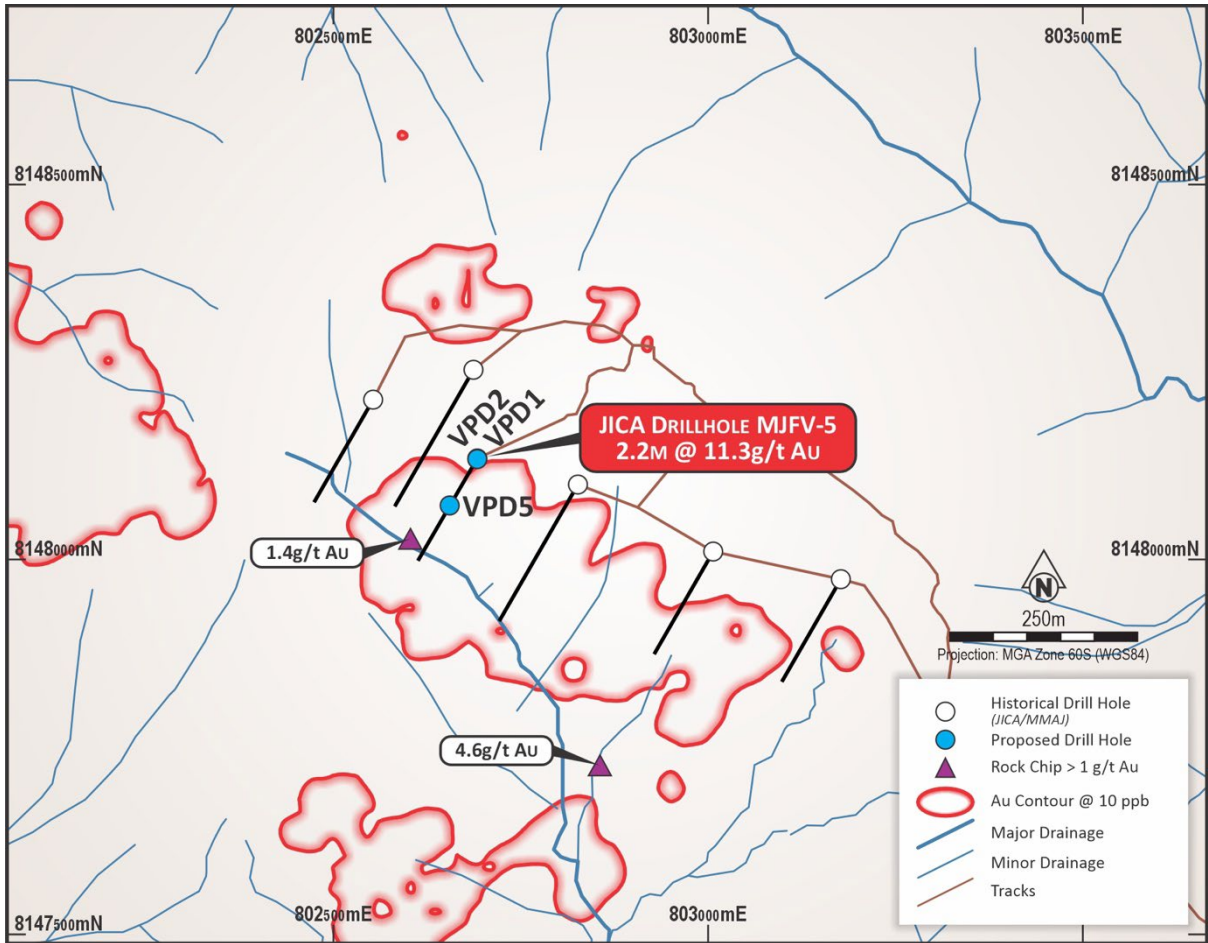 802500mE
803000mE
803500mE
8148500mN
8148500mN
VPD2
VPD1
JICA DRILLHOLE MJFV-5
2.2M @ 11.3g/t AU
VPD5
1.4g/t AU
8148000mN
8148000mN
N
250m
Projection: MGA Zone 60S (WGS84)
4.6g/t AU
Historical Drill Hole
(JICA/MMAJ)
Proposed Drill Hole
Rock Chip > 1 g/t Au
Au Contour @ 10 ppb
Major Drainage
Minor Drainage
Tracks
802500mE
803000mE
8147500mN